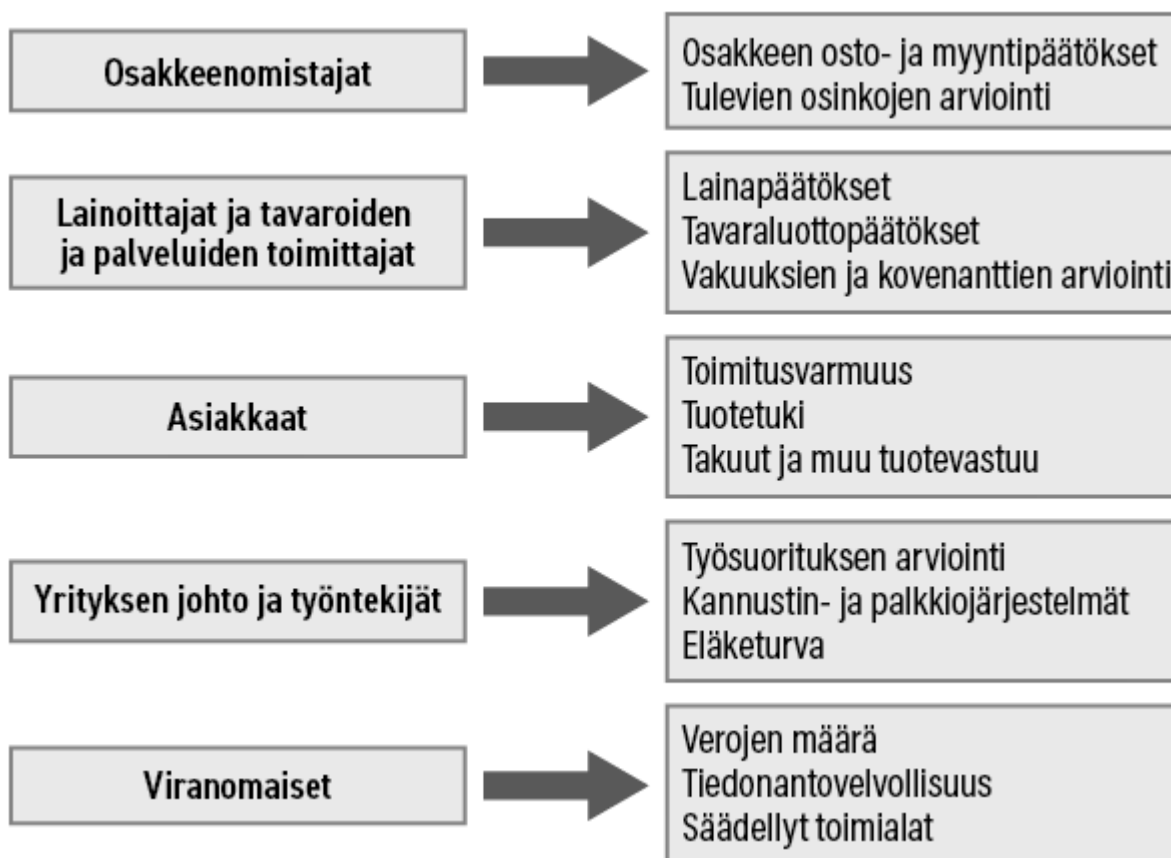 Osakkeenomistajat
Osakkeen osto- ja myyntipäätökset
Tulevien osinkojen arviointi
Lainoittajat ja tavaroiden
ja palveluiden toimittajat
Lainapäätökset
Tavaraluottopäätökset
Vakuuksien ja kovenanttien arviointi
Asiakkaat
Toimitusvarmuus
Tuotetuki
Takuut ja muu tuotevastuu
Yrityksen johto ja työntekijät
Työsuorituksen arviointi
Kannustin- ja palkkiojärjestelmät
Eläketurva
Viranomaiset
Verojen määrä
Tiedonantovelvollisuus
Säädellyt toimialat